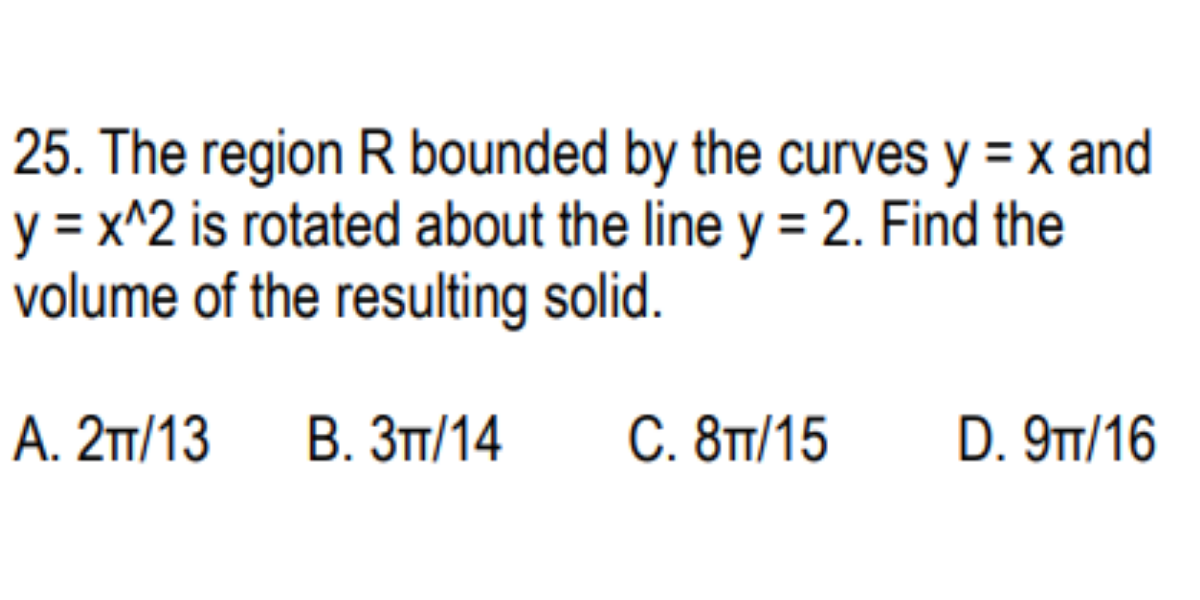 25. The region R bounded by the curves y = x and
y = x^2 is rotated about the line y = 2. Find the
volume of the resulting solid.
A. 2π/13 B. 3π/14 C. 8π/15 D. 9π/16